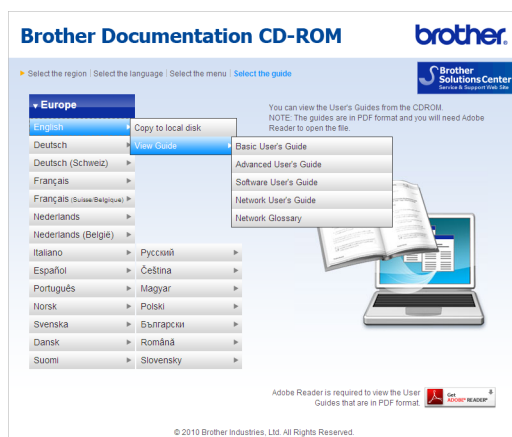 Brother Documentation CD-ROM
brother
Select the region | Select the language | Select the menu | Select the guide
Brother
Solutions Center
Service & Support Web Site
Europe
You can view the User's Guides from the CDROM.
NOTE: The guides are in PDF format and you will need Adobe
Reader to open the file.
English
Copy to local disk
View Guide
Basic User's Guide
Advanced User's Guide
Software User's Guide
Network User's Guide
Network Glossary
Deutsch
Deutsch (Schweiz)
Français
Français (Suisse/Belgique)
Nederlands
Nederlands (België)
Italiano
Español
Português
Norsk
Svenska
Dansk
Suomi
Русский
Čeština
Magyar
Polski
Български
Română
Slovensky
Adobe Reader is required to view the User
Guides that are in PDF format.
Get
ADOBE® READER®
© 2010 Brother Industries, Ltd. All Rights Reserved.